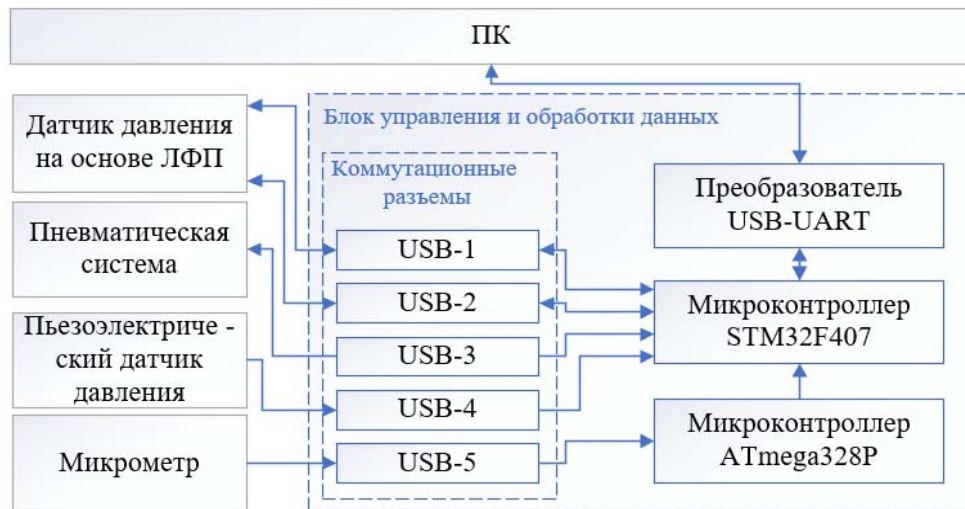 ПК
Датчик давления
на основе ЛФП
Пневматическая
система
Пьезоэлектриче -
ский датчик
давления
Микрометр
Блок управления и обработки данных
Коммутационные
разъемы
USB-1
USB-2
USB-3
USB-4
USB-5
Преобразователь
USB-UART
Микроконтроллер
STM32F407
Микроконтроллер
ATmega328P